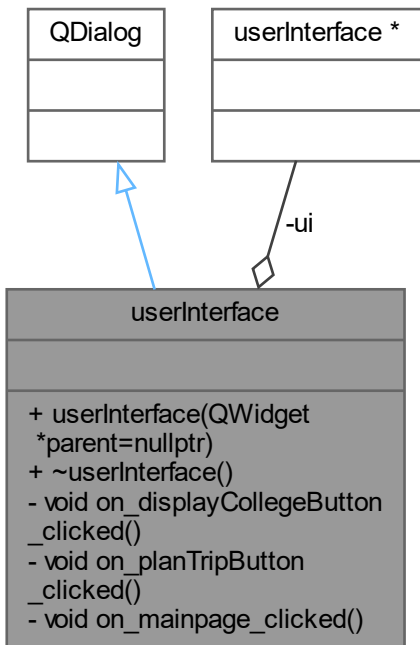 QDialog
userInterface *
-ui
userInterface
+ userInterface(QWidget
*parent=nullptr)
+ ~userInterface()
- void on_displayCollegeButton
_clicked()
- void on_planTripButton
_clicked()
- void on_mainpage_clicked()